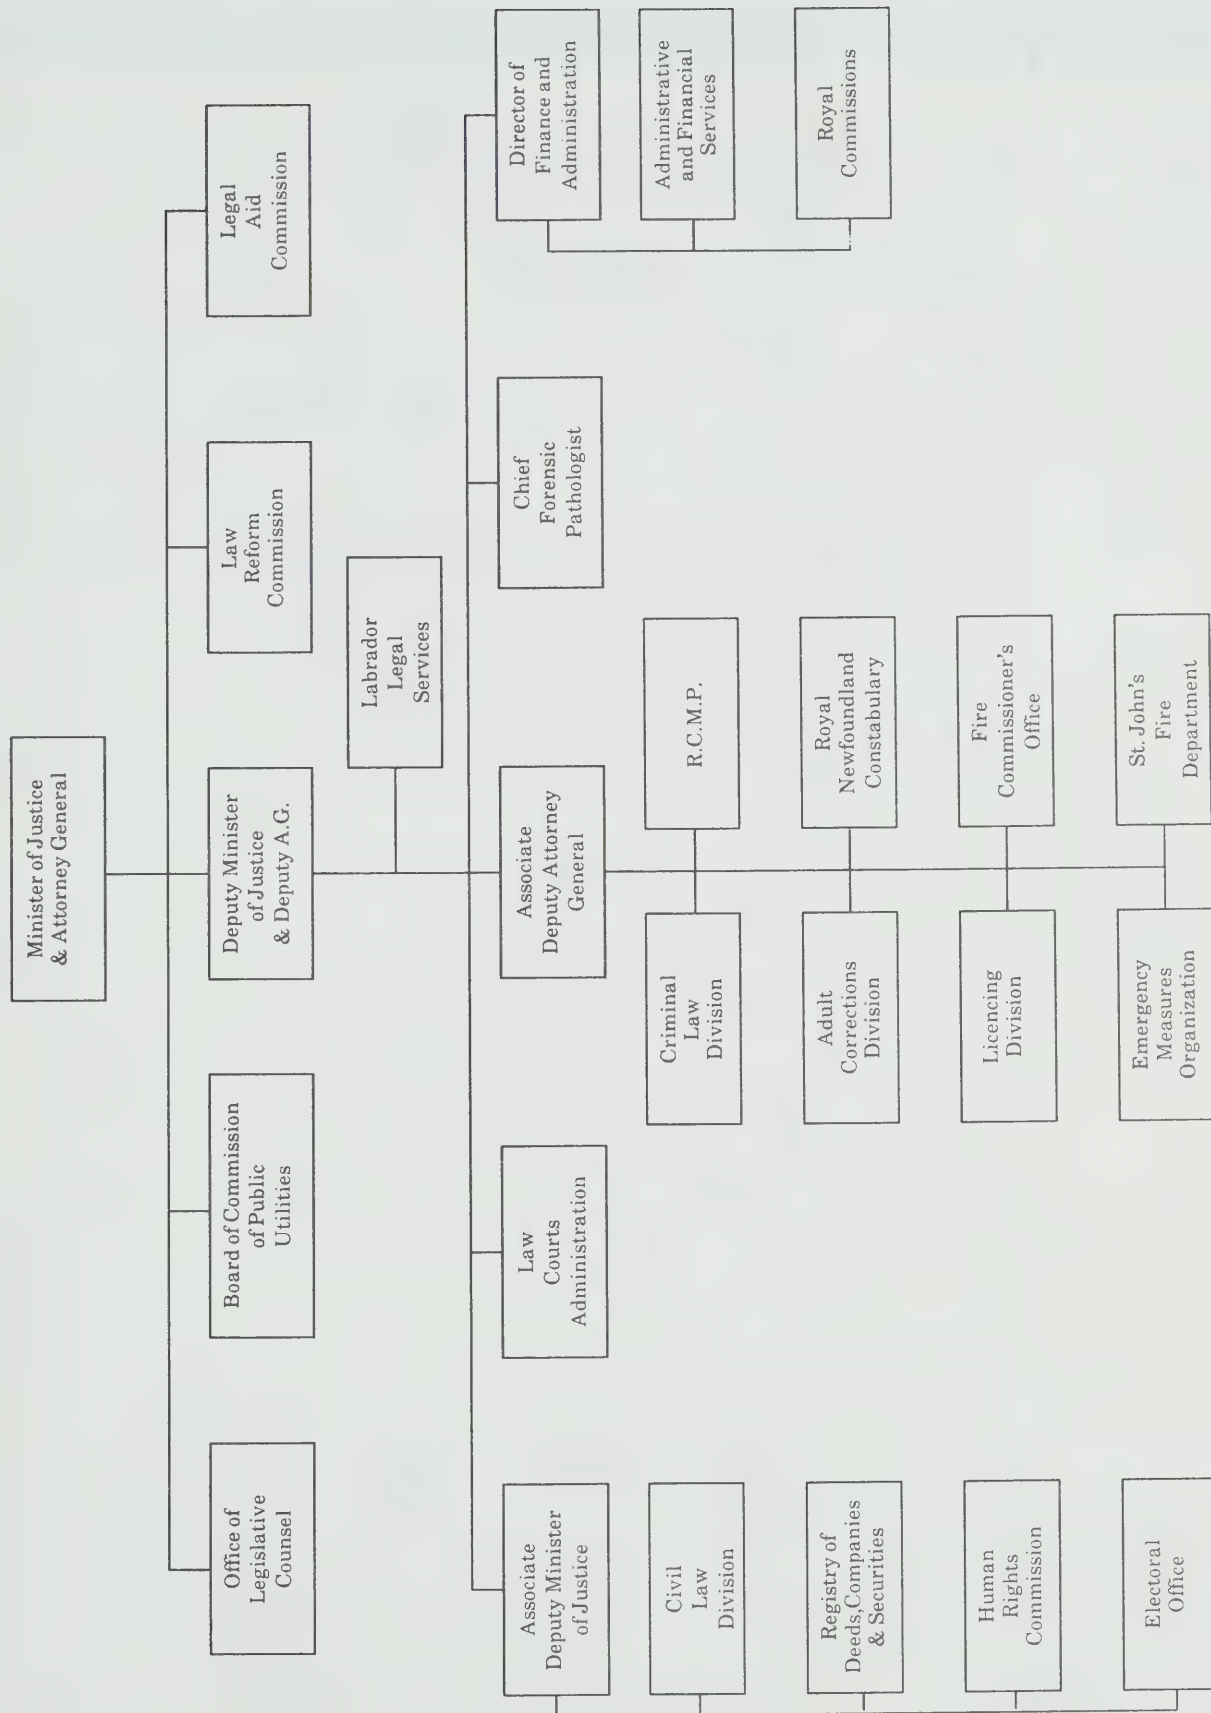 Minister of Justice
& Attorney General
Office of
Legislative
Counsel
Board of Commission
of Public
Utilities
Deputy Minister
of Justice
& Deputy A.G.
Law
Reform
Commission
Legal
Aid
Commission
Labrador
Legal
Services
Associate
Deputy Minister
of Justice
Law
Courts
Administration
Associate
Deputy Attorney
General
Chief
Forensic
Pathologist
Director of
Finance and
Administration
Civil
Law
Division
Registry of
Deeds,Companies
& Securities
Human
Rights
Commission
Electoral
Office
Criminal
Law
Division
R.C.M.P.
Adult
Corrections
Division
Royal
Newfoundland
Constabulary
Licencing
Division
Fire
Commissioner's
Office
Emergency
Measures
Organization
St. John's
Fire
Department
Administrative
and Financial
Services
Royal
Commissions